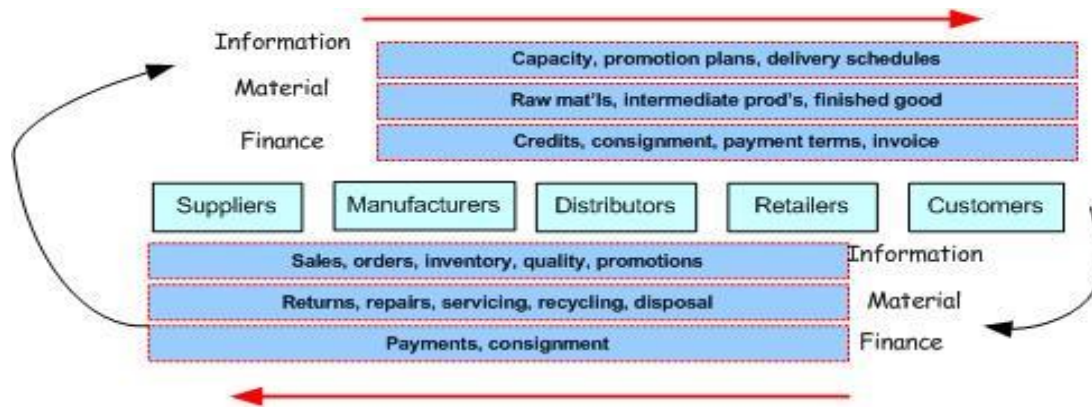 Information
Capacity, promotion plans, delivery schedules
Material
Raw mat'ls, intermediate prod's, finished good
Finance
Credits, consignment, payment terms, invoice
Suppliers
Manufacturers
Distributors
Retailers
Customers
Sales, orders, inventory, quality, promotions
Information
Returns, repairs, servicing, recycling, disposal
Material
Payments, consignment
Finance